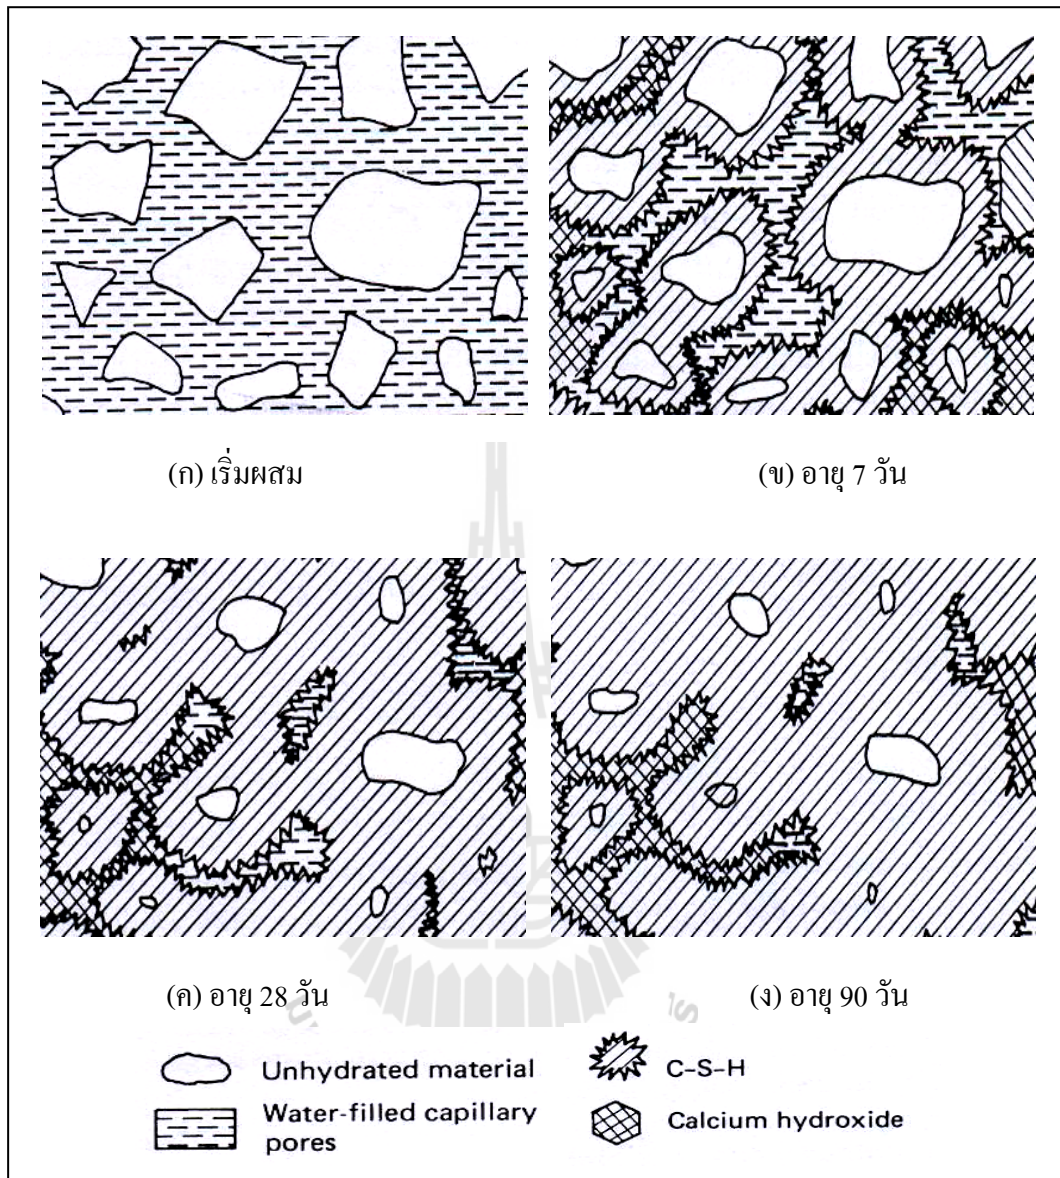 (ก) เริ่มผสม
(ข) อายุ 7 วัน
(ค) อายุ 28 วัน
(ง) อายุ 90 วัน
Unhydrated material
C-S-H
Water-filled capillary
pores
Calcium hydroxide